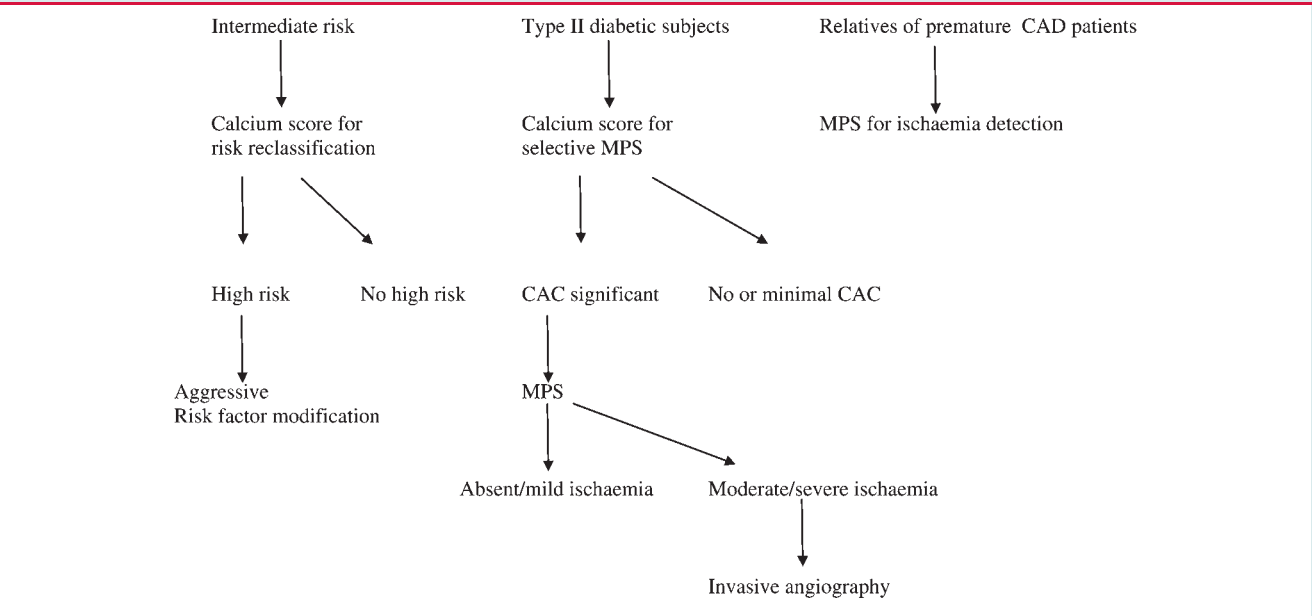 Intermediate risk
Type II diabetic subjects
Relatives of premature CAD patients
Calcium score for
risk reclassification
Calcium score for
selective MPS
MPS for ischaemia detection
High risk
No high risk
CAC significant
No or minimal CAC
Aggressive
Risk factor modification
MPS
Absent/mild ischaemia
Moderate/severe ischaemia
Invasive angiography